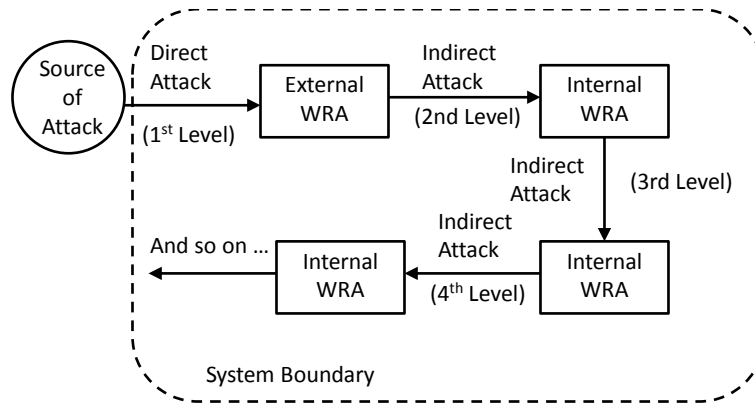 Source
of
Attack
Direct
Attack
(1st Level)
External
WRA
Indirect
Attack
(2nd Level)
Internal
WRA
Indirect
Attack
(3rd Level)
Internal
WRA
Indirect
Attack
(4th Level)
Internal
WRA
And so on ...
System Boundary